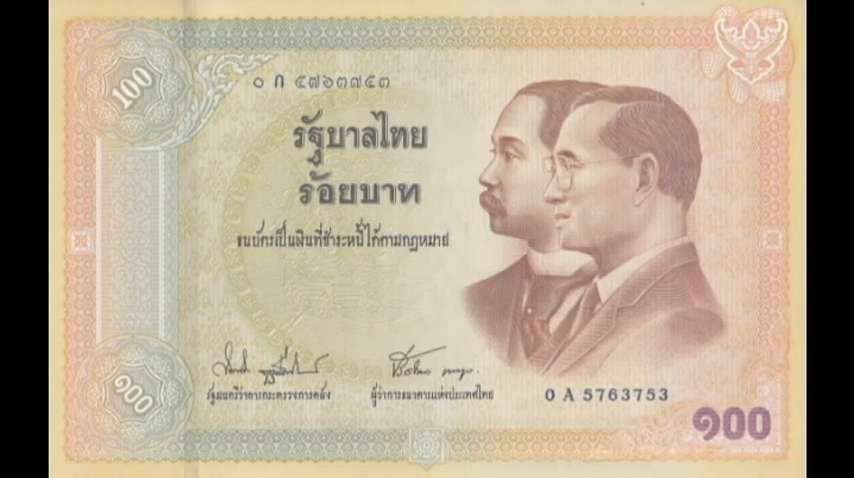 100
๐ ก ๕๗๖๓๗๕๓
รัฐบาลไทย
ร้อยบาท
ธนบัตรเป็นเงินที่ชำระหนี้ได้ตามกฎหมาย
รัฐมนตรีว่าการกระทรวงการคลัง
ผู้ว่าการธนาคารแห่งประเทศไทย
0 A 5763753
๑๐๐
๑๐๐